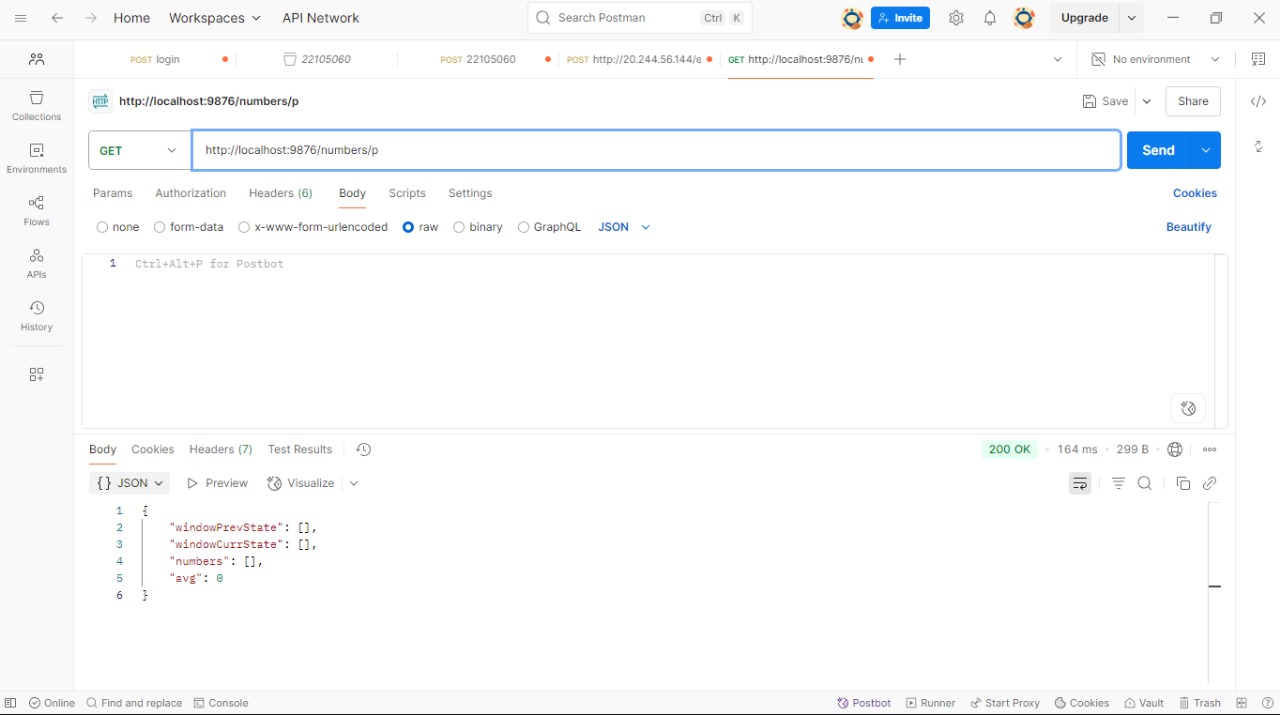 Home Workspaces API Network Search Postman Ctrl K Invite Upgrade
POST login 22105060 POST 22105060 POST http://20.244.56.144/e GET http://localhost:9876/nu No environment
HTTP http://localhost:9876/numbers/p Save Share
GET http://localhost:9876/numbers/p Send
Params Authorization Headers (6) Body Scripts Settings Cookies
none form-data x-www-form-urlencoded raw binary GraphQL JSON Beautify
1 Ctrl+Alt+P for Postbot
Collections
Environments
Flows
APIs
History
Body Cookies Headers (7) Test Results 200 OK 164 ms 299 B
{} JSON Preview Visualize
1 {
2 "windowPrevState": [],
3 "windowCurrState": [],
4 "numbers": [],
5 "avg": 0
6 }
Online Find and replace Console Postbot Runner Start Proxy Cookies Vault Trash